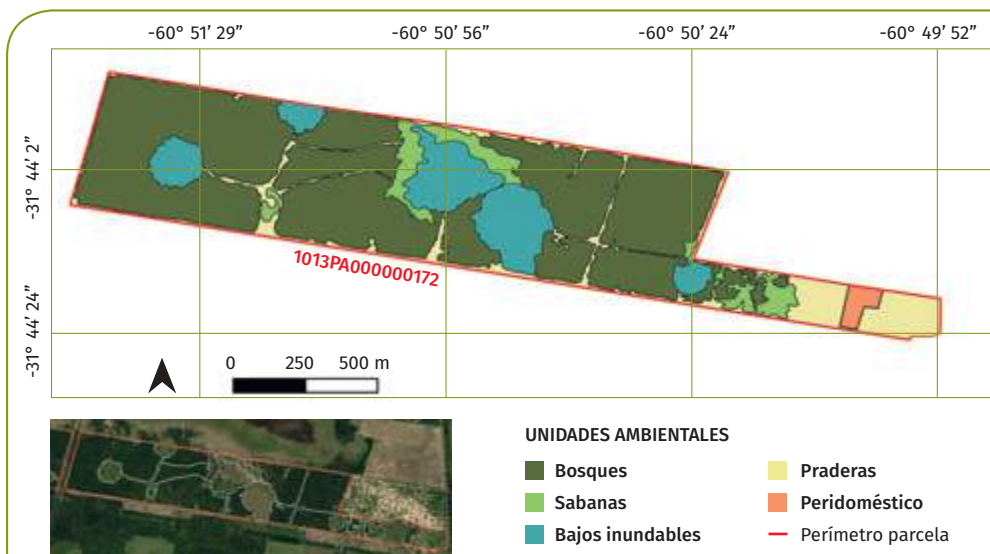 -60° 51’ 29” -60° 50’ 56” -60° 50’ 24” -60° 49’ 52”
-31° 44’ 2”
-31° 44’ 24”
1013PA000000172
0 250 500 m
UNIDADES AMBIENTALES
Bosques
Sabanas
Bajos inundables
Praderas
Peridoméstico
Perímetro parcela